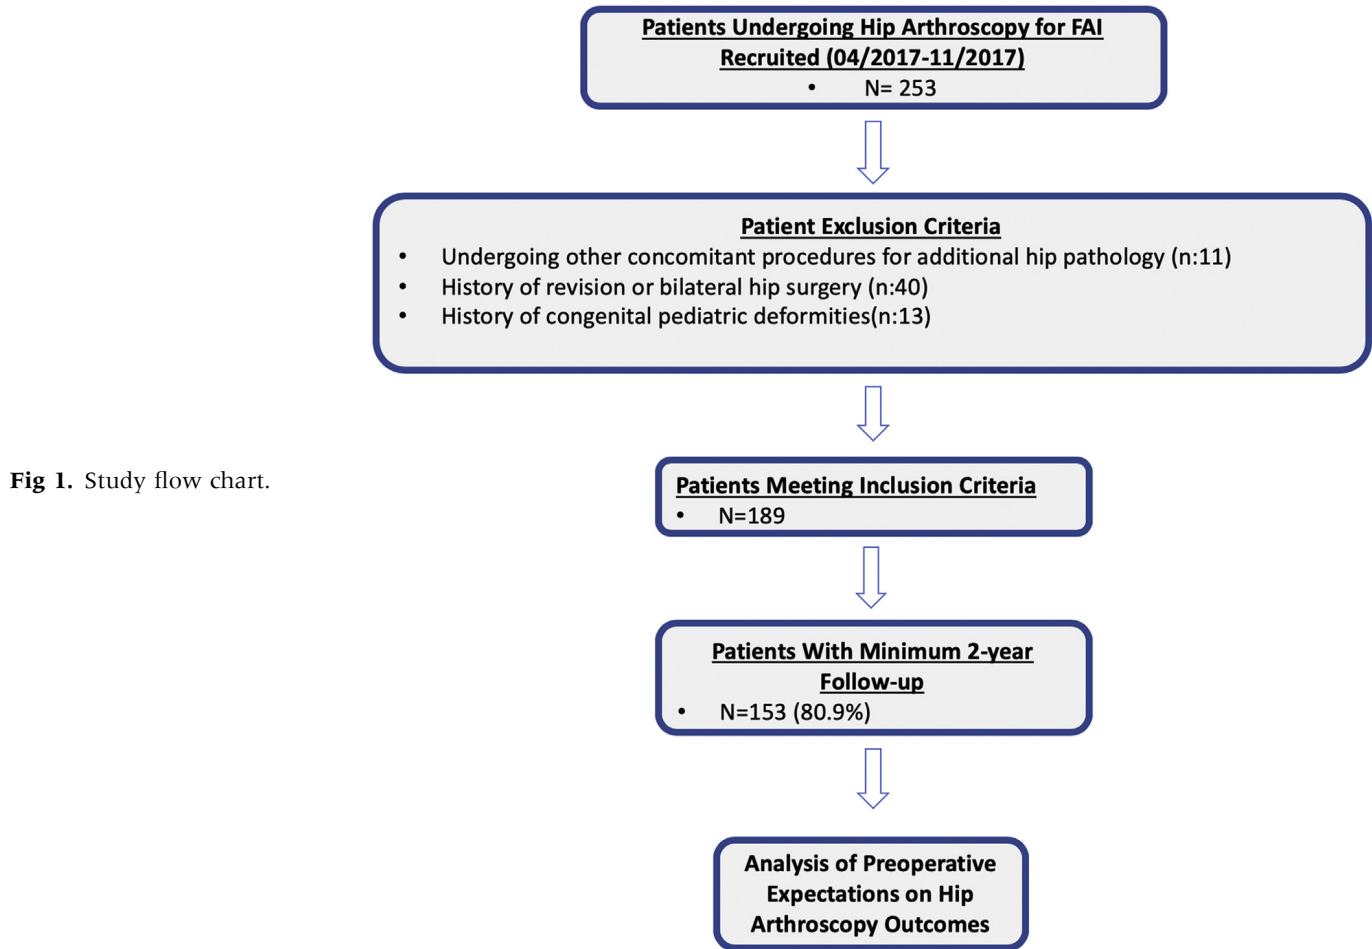 Patients Undergoing Hip Arthroscopy for FAI
Recruited (04/2017-11/2017)
• N= 253
Patient Exclusion Criteria
• Undergoing other concomitant procedures for additional hip pathology (n:11)
• History of revision or bilateral hip surgery (n:40)
• History of congenital pediatric deformities(n:13)
Fig 1. Study flow chart.
Patients Meeting Inclusion Criteria
• N=189
Patients With Minimum 2-year
Follow-up
• N=153 (80.9%)
Analysis of Preoperative
Expectations on Hip
Arthroscopy Outcomes